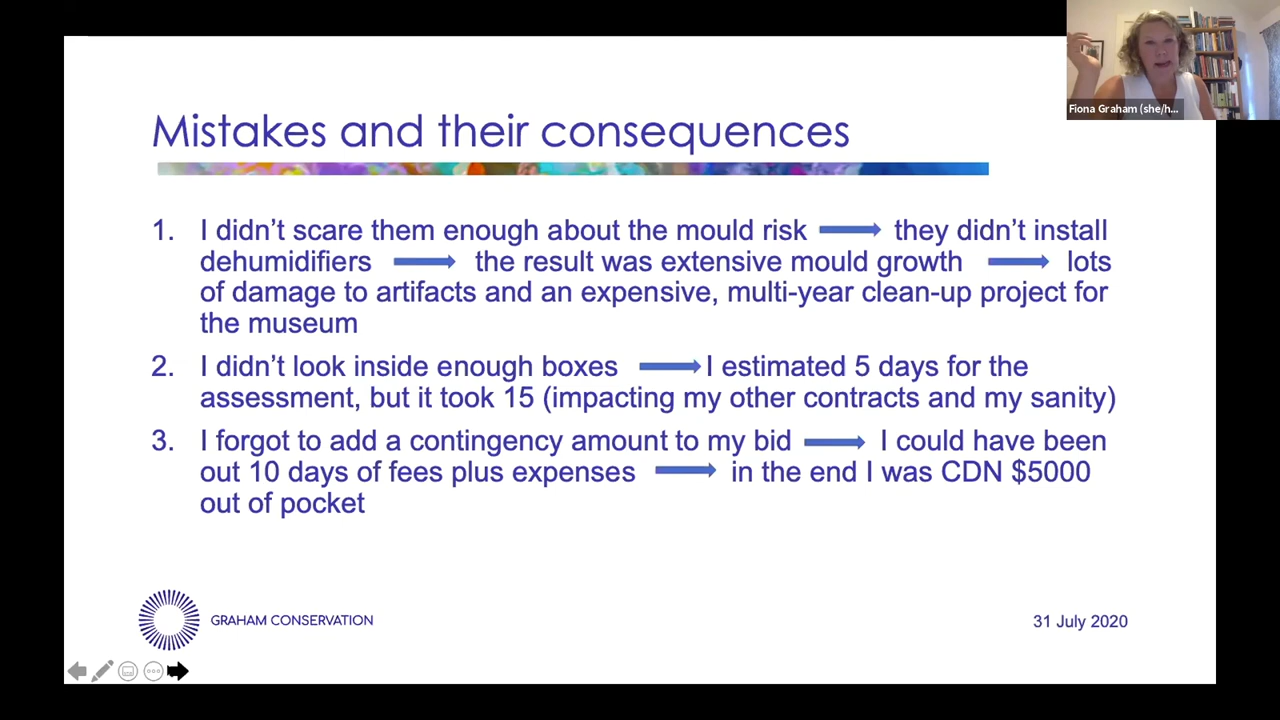 Fiona Graham (she/h...
Mistakes and their consequences
1. I didn't scare them enough about the mould risk → they didn't install
dehumidifiers → the result was extensive mould growth → lots
of damage to artifacts and an expensive, multi-year clean-up project for
the museum
2. I didn't look inside enough boxes → I estimated 5 days for the
assessment, but it took 15 (impacting my other contracts and my sanity)
3. I forgot to add a contingency amount to my bid → I could have been
out 10 days of fees plus expenses → in the end I was CDN $5000
out of pocket
GRAHAM CONSERVATION
31 July 2020